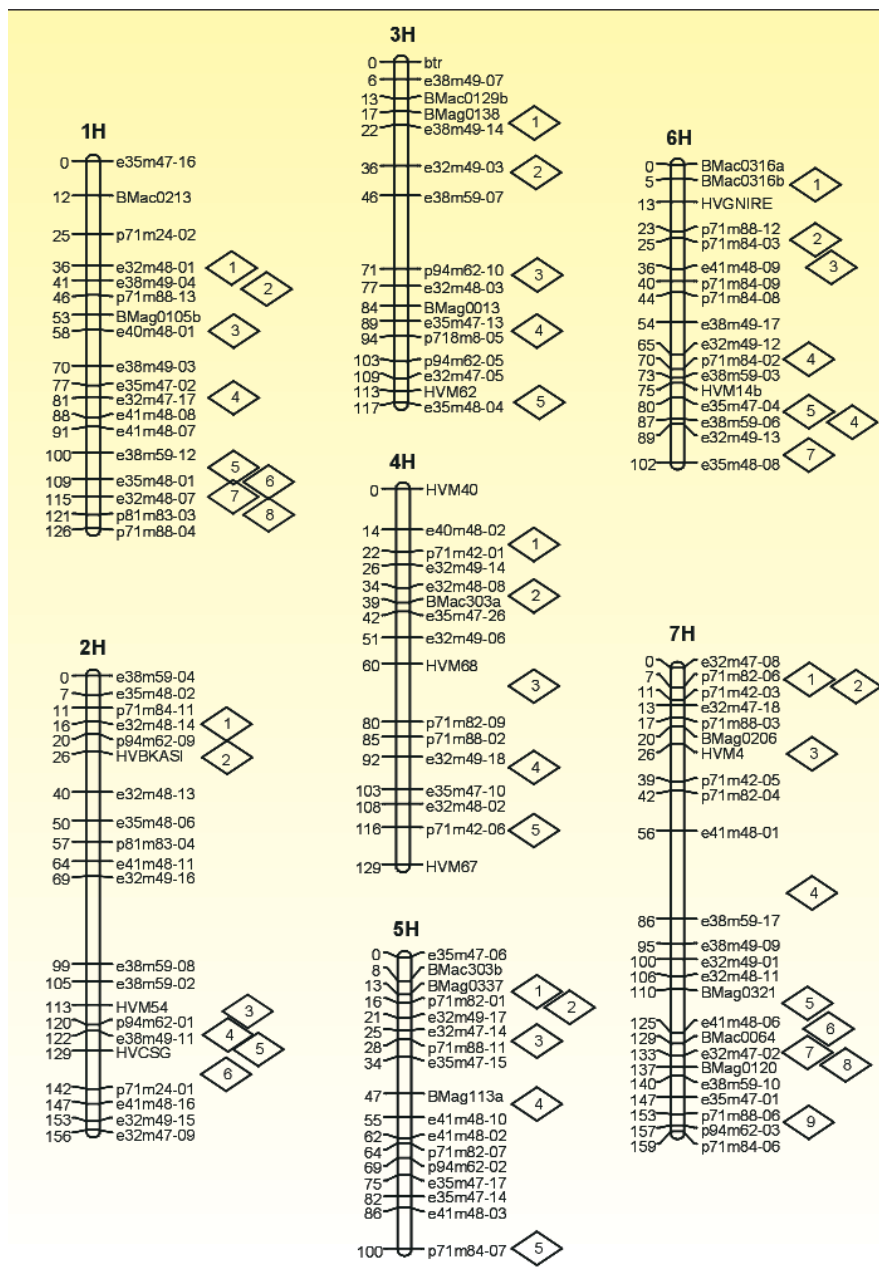 1H
0 e35m47-16
12 BMac0213
25 p71m24-02
36 e32m48-01 1
41 e38m49-04 2
46 p71m88-13
53 BMag0105b
58 e40m48-01 3
70 e38m49-03
77 e35m47-02
81 e32m47-17 4
88 e41m48-08
91 e41m48-07
100 e38m59-12
5
109 e35m48-01 6
115 e32m48-07 7
121 p81m83-03 8
126 p71m88-04
2H
0 e38m59-04
7 e35m48-02
11 p71m84-11
16 e32m48-14 1
20 p94m62-09
26 HVBKASI 2
40 e32m48-13
50 e35m48-06
57 p81m83-04
64 e41m48-11
69 e32m49-16
99 e38m59-08
105 e38m59-02
113 HVM54 3
120 p94m62-01
122 e38m49-11 4
129 HVCSG 5
6
142 p71m24-01
147 e41m48-16
153 e32m49-15
156 e32m47-09
3H
0 btr
6 e38m49-07
13 BMac0129b
17 BMag0138
22 e38m49-14 1
36 e32m49-03 2
46 e38m59-07
71 p94m62-10 3
77 e32m48-03
84 BMag0013
89 e35m47-13
94 p718m8-05 4
103 p94m62-05
109 e32m47-05
113 HVM62
117 e35m48-04 5
4H
0 HVM40
14 e40m48-02
22 p71m42-01 1
26 e32m49-14
34 e32m48-08
39 BMac303a 2
42 e35m47-26
51 e32m49-06
60 HVM68
3
80 p71m82-09
85 p71m88-02
92 e32m49-18 4
103 e35m47-10
108 e32m48-02
116 p71m42-06 5
129 HVM67
5H
0 e35m47-06
8 BMac303b
13 BMag0337 1
16 p71m82-01 2
21 e32m49-17
25 e32m47-14
28 p71m88-11 3
34 e35m47-15
47 BMag113a 4
55 e41m48-10
62 e41m48-02
64 p71m82-07
69 p94m62-02
75 e35m47-17
82 e35m47-14
86 e41m48-03
100 p71m84-07 5
6H
0 BMac0316a
5 BMac0316b 1
13 HVGNIRE
23 p71m88-12
25 p71m84-03 2
36 e41m48-09 3
40 p71m84-09
44 p71m84-08
54 e38m49-17
65 e32m49-12
70 p71m84-02 4
73 e38m59-03
75 HVM14b
80 e35m47-04 5
87 e38m59-06 4
89 e32m49-13
102 e35m48-08 7
7H
0 e32m47-08
7 p71m82-06 1 2
11 p71m42-03
13 e32m47-18
17 p71m88-03
20 BMag0206
26 HVM4 3
39 p71m42-05
42 p71m82-04
56 e41m48-01
4
86 e38m59-17
95 e38m49-09
100 e32m49-01
106 e32m48-11
110 BMag0321 5
125 e41m48-06 6
129 BMac0064
133 e32m47-02 7
137 BMag0120 8
140 e38m59-10
147 e35m47-01
153 p71m88-06 9
157 p94m62-03
159 p71m84-06